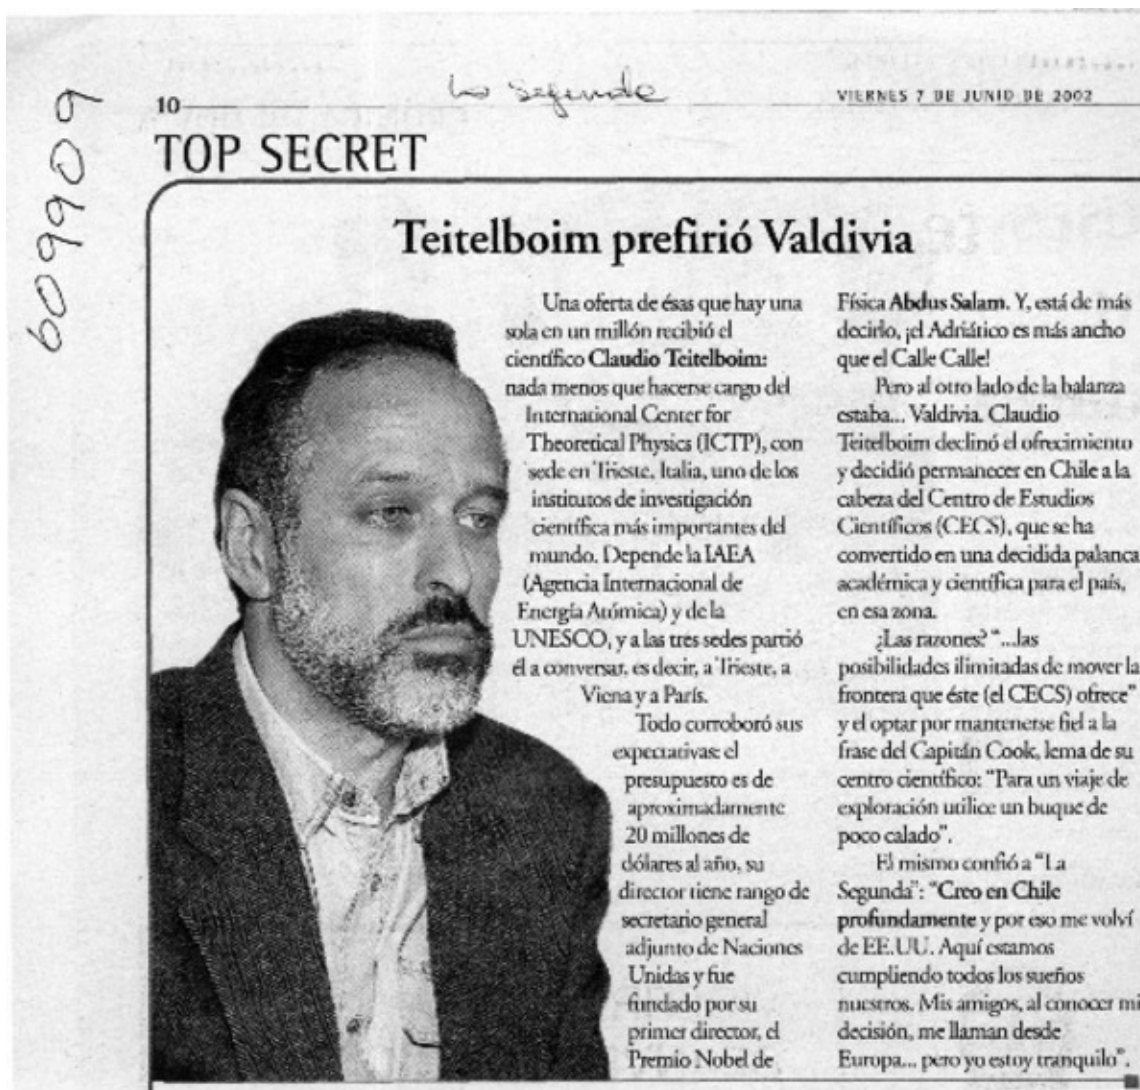 609909
La Segunda
10
VIERNES 7 DE JUNIO DE 2002
TOP SECRET
Teitelboim prefirió Valdivia
Una oferta de ésas que hay una
sola en un millón recibió el
científico Claudio Teitelboim:
nada menos que hacerse cargo del
International Center for
Theoretical Physics (ICTP), con
sede en Trieste, Italia, uno de los
institutos de investigación
científica más importantes del
mundo. Depende la IAEA
(Agencia Internacional de
Energía Atómica) y de la
UNESCO, y a las tres sedes partió
él a conversar, es decir, a Trieste, a
Viena y a París.
Todo corroboró sus
expectativas: el
presupuesto es de
aproximadamente
20 millones de
dólares al año, su
director tiene rango de
secretario general
adjunto de Naciones
Unidas y fue
fundado por su
primer director, el
Premio Nobel de
Física Abdus Salam. Y, está de más
decirlo, ¡el Adriático es más ancho
que el Calle Calle!
Pero al otro lado de la balanza
estaba... Valdivia. Claudio
Teitelboim declinó el ofrecimiento
y decidió permanecer en Chile a la
cabeza del Centro de Estudios
Científicos (CECS), que se ha
convertido en una decidida palanca
académica y científica para el país,
en esa zona.
¿Las razones? "...las
posibilidades ilimitadas de mover la
frontera que éste (el CECS) ofrece"
y el optar por mantenerse fiel a la
frase del Capitán Cook, lema de su
centro científico: "Para un viaje de
exploración utilice un buque de
poco calado".
El mismo confió a "La
Segunda": "Creo en Chile
profundamente y por eso me volví
de EE.UU. Aquí estamos
cumpliendo todos los sueños
nuestros. Mis amigos, al conocer mi
decisión, me llaman desde
Europa... pero yo estoy tranquilo".